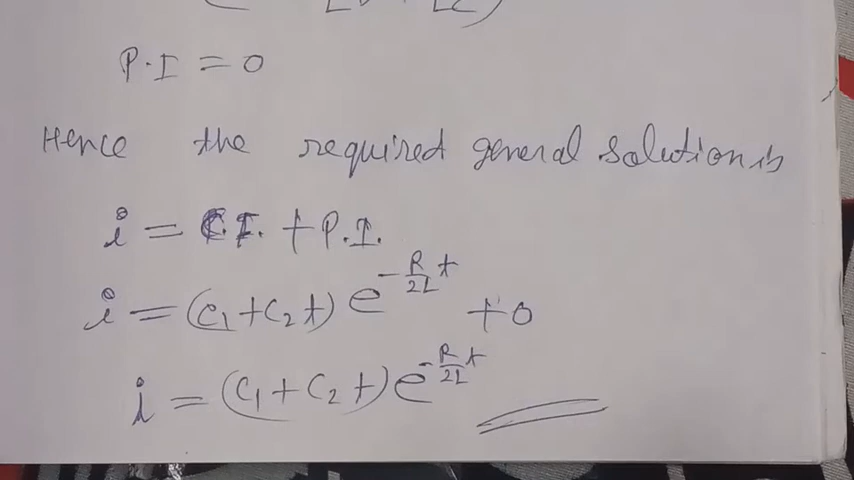 P.I = 0
Hence the required general solution is
i = C.F. + P.I.
i = (C₁+C₂t) e^{-R/2L t} + 0
i = (C₁+C₂t) e^{-R/2L t}